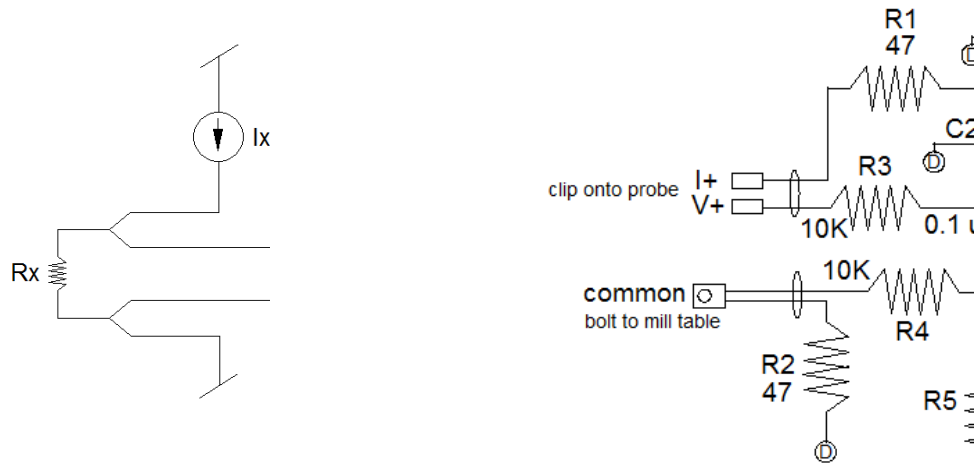 Ix
Rx
R1
47
D
C2
D
R3
clip onto probe
I+
V+
10K
0.1 u
10K
common
bolt to mill table
R4
R2
47
R5
D